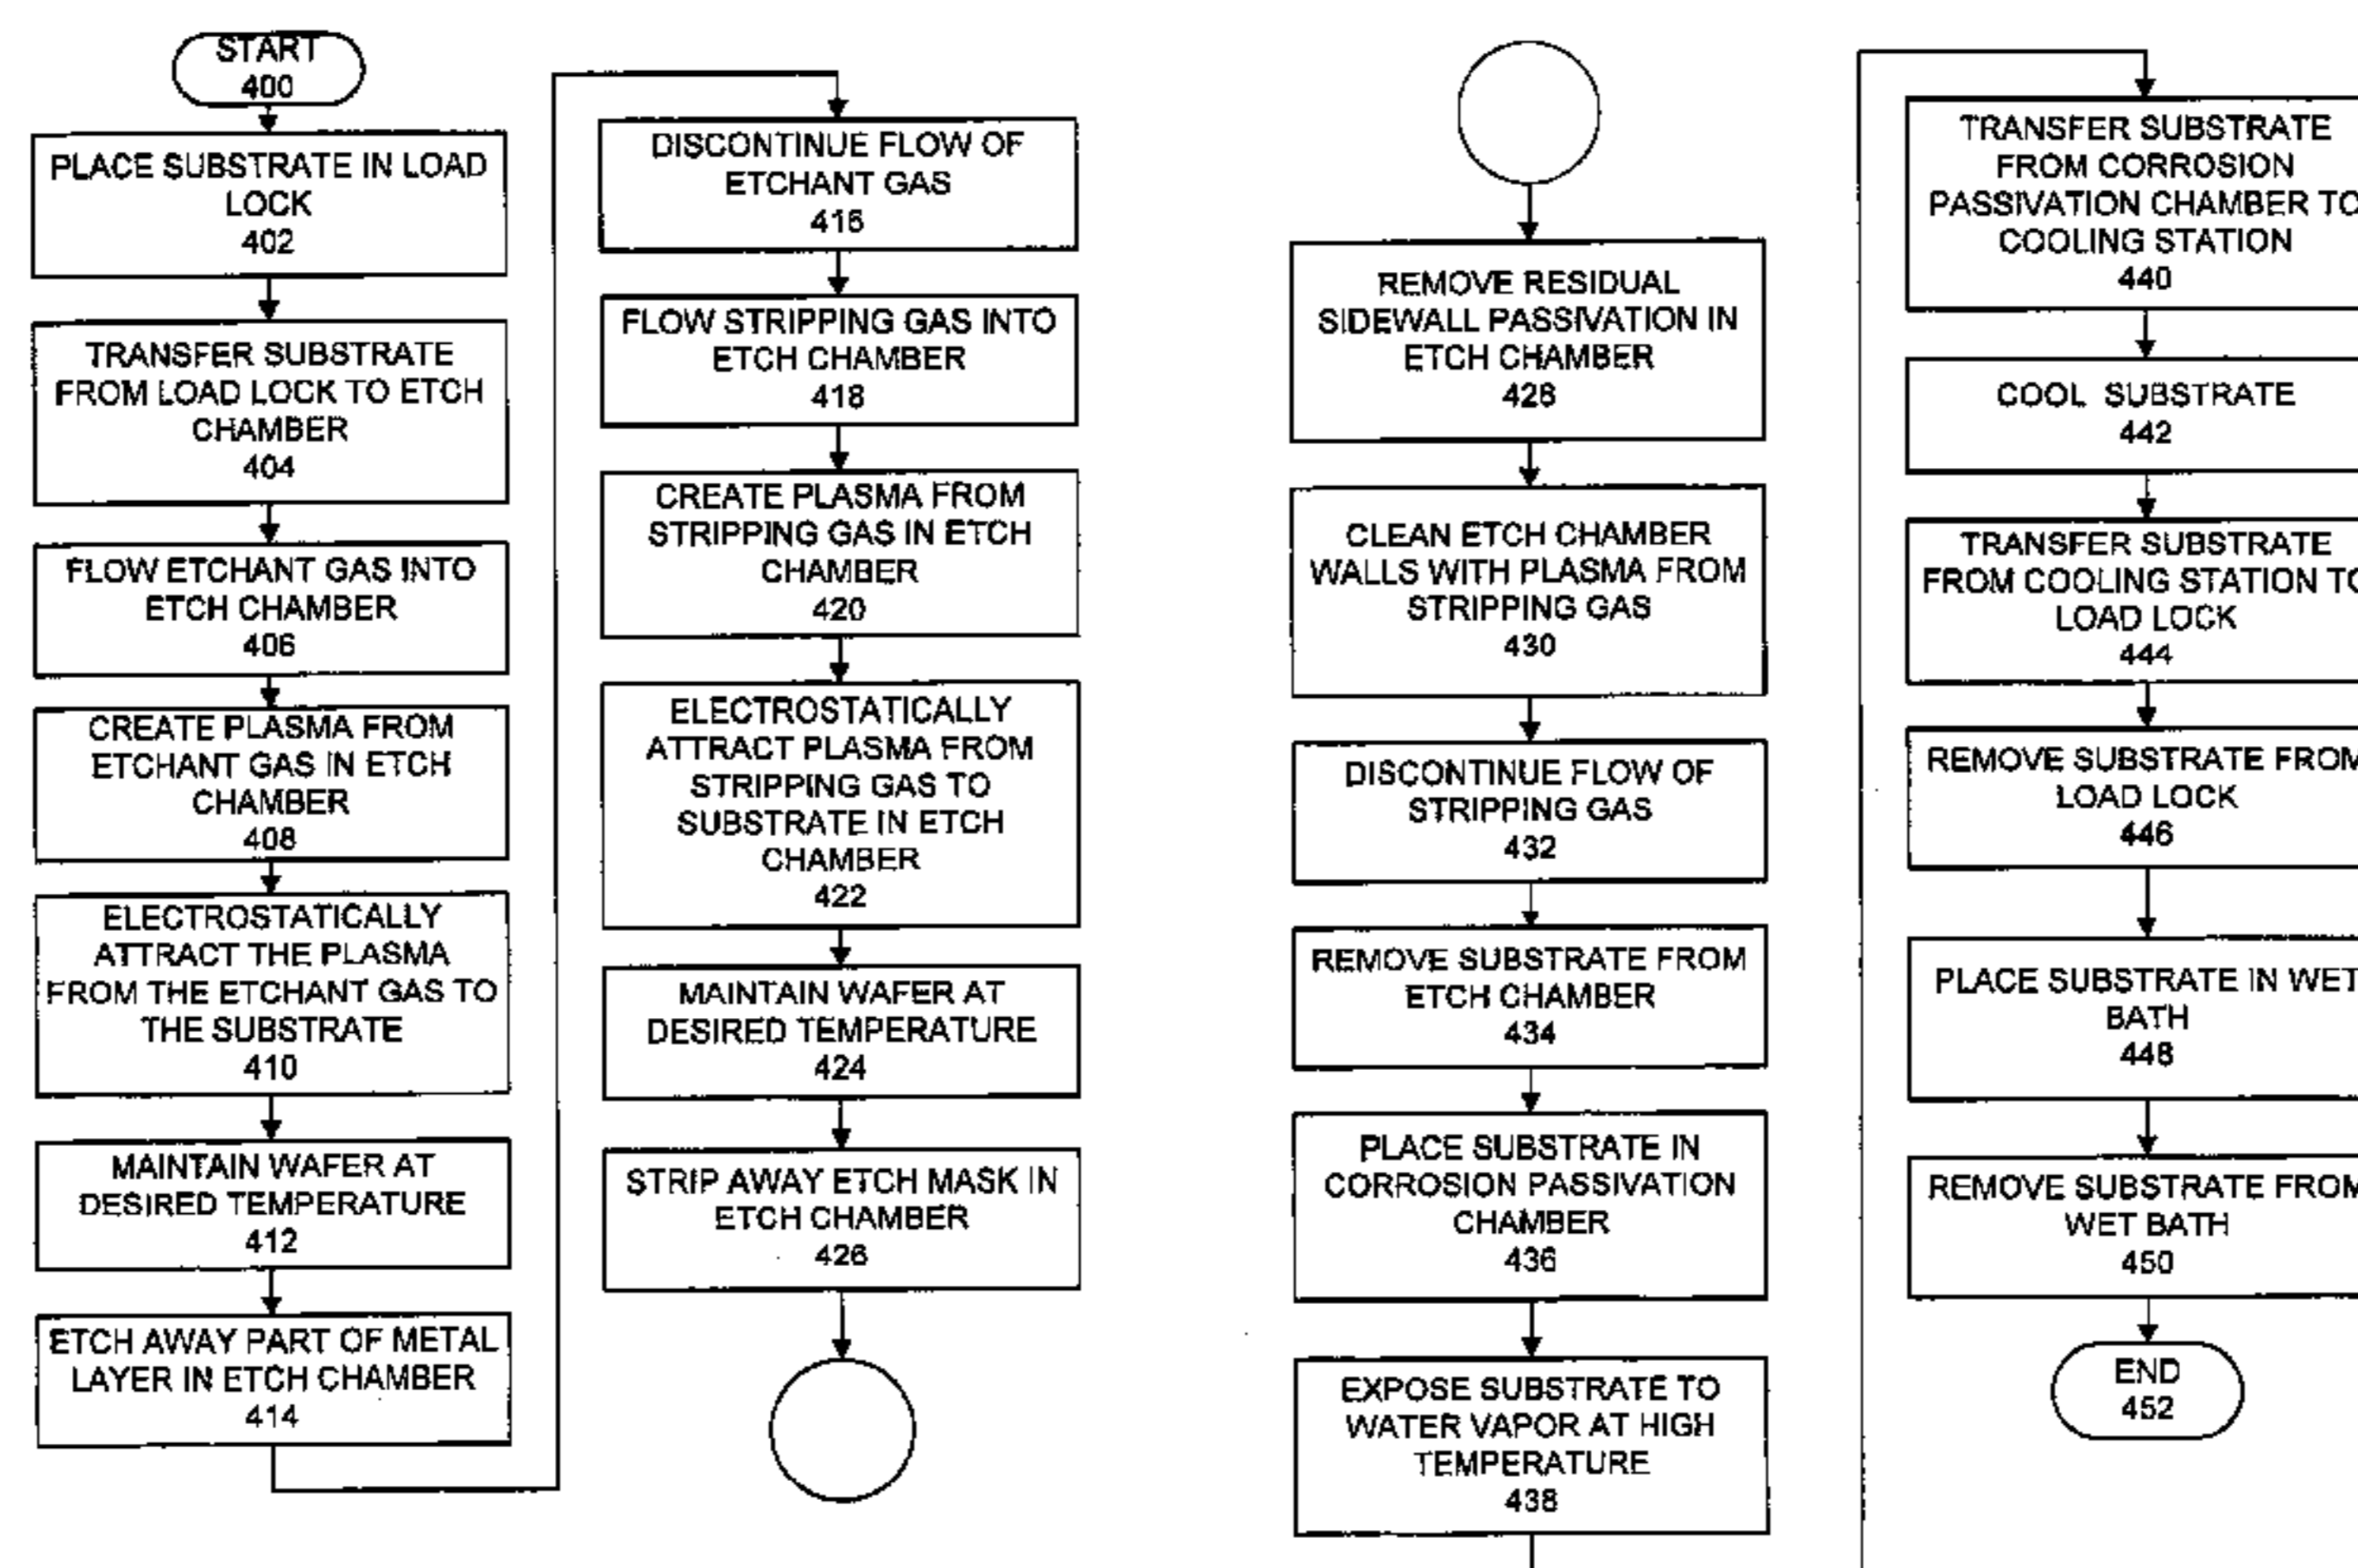 START
400
PLACE SUBSTRATE IN LOAD
LOCK
402
TRANSFER SUBSTRATE
FROM LOAD LOCK TO ETCH
CHAMBER
404
FLOW ETCHANT GAS INTO
ETCH CHAMBER
406
CREATE PLASMA FROM
ETCHANT GAS IN ETCH
CHAMBER
408
ELECTROSTATICALLY
ATTRACT THE PLASMA
FROM THE ETCHANT GAS TO
THE SUBSTRATE
410
MAINTAIN WAFER AT
DESIRED TEMPERATURE
412
ETCH AWAY PART OF METAL
LAYER IN ETCH CHAMBER
414
DISCONTINUE FLOW OF
ETCHANT GAS
416
FLOW STRIPPING GAS INTO
ETCH CHAMBER
418
CREATE PLASMA FROM
STRIPPING GAS IN ETCH
CHAMBER
420
ELECTROSTATICALLY
ATTRACT PLASMA FROM
STRIPPING GAS TO
SUBSTRATE IN ETCH
CHAMBER
422
MAINTAIN WAFER AT
DESIRED TEMPERATURE
424
STRIP AWAY ETCH MASK IN
ETCH CHAMBER
426
REMOVE RESIDUAL
SIDEWALL PASSIVATION IN
ETCH CHAMBER
428
CLEAN ETCH CHAMBER
WALLS WITH PLASMA FROM
STRIPPING GAS
430
DISCONTINUE FLOW OF
STRIPPING GAS
432
REMOVE SUBSTRATE FROM
ETCH CHAMBER
434
PLACE SUBSTRATE IN
CORROSION PASSIVATION
CHAMBER
436
EXPOSE SUBSTRATE TO
WATER VAPOR AT HIGH
TEMPERATURE
438
TRANSFER SUBSTRATE
FROM CORROSION
PASSIVATION CHAMBER TO
COOLING STATION
440
COOL SUBSTRATE
442
TRANSFER SUBSTRATE
FROM COOLING STATION TO
LOAD LOCK
444
REMOVE SUBSTRATE FROM
LOAD LOCK
446
PLACE SUBSTRATE IN WET
BATH
448
REMOVE SUBSTRATE FROM
WET BATH
450
END
452